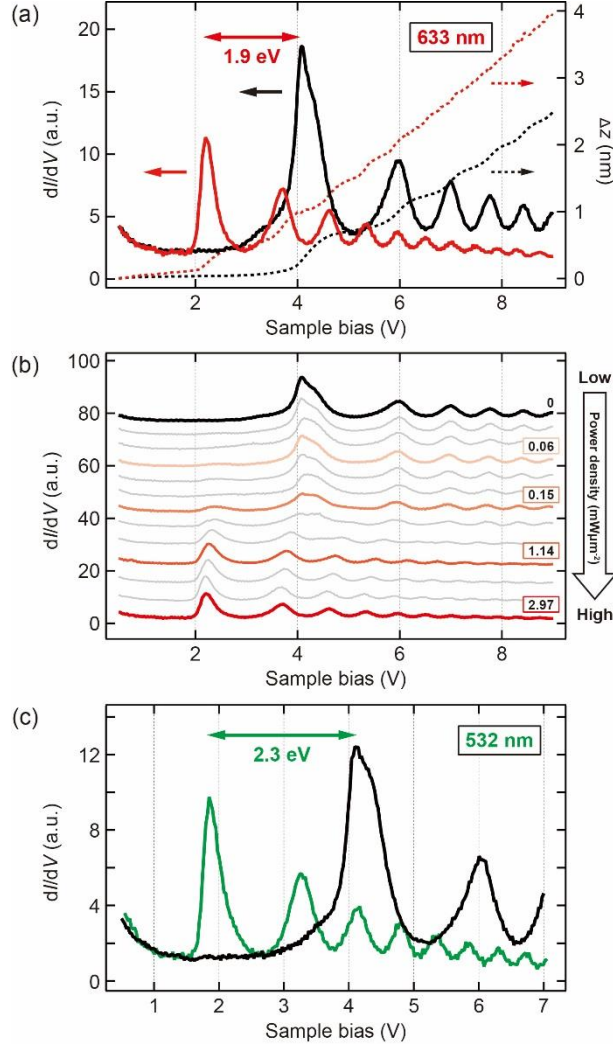 (a)
1.9 eV
633 nm
dI/dV (a.u.)
20
15
10
5
0
4
3
2
1
0
Δz (nm)
2
4
6
8
Sample bias (V)
(b)
dI/dV (a.u.)
100
80
60
40
20
0
0
0.06
0.15
1.14
2.97
Low
Power density (mWμm⁻²)
High
2
4
6
8
Sample bias (V)
(c)
2.3 eV
532 nm
dI/dV (a.u.)
12
8
4
0
1
2
3
4
5
6
7
Sample bias (V)